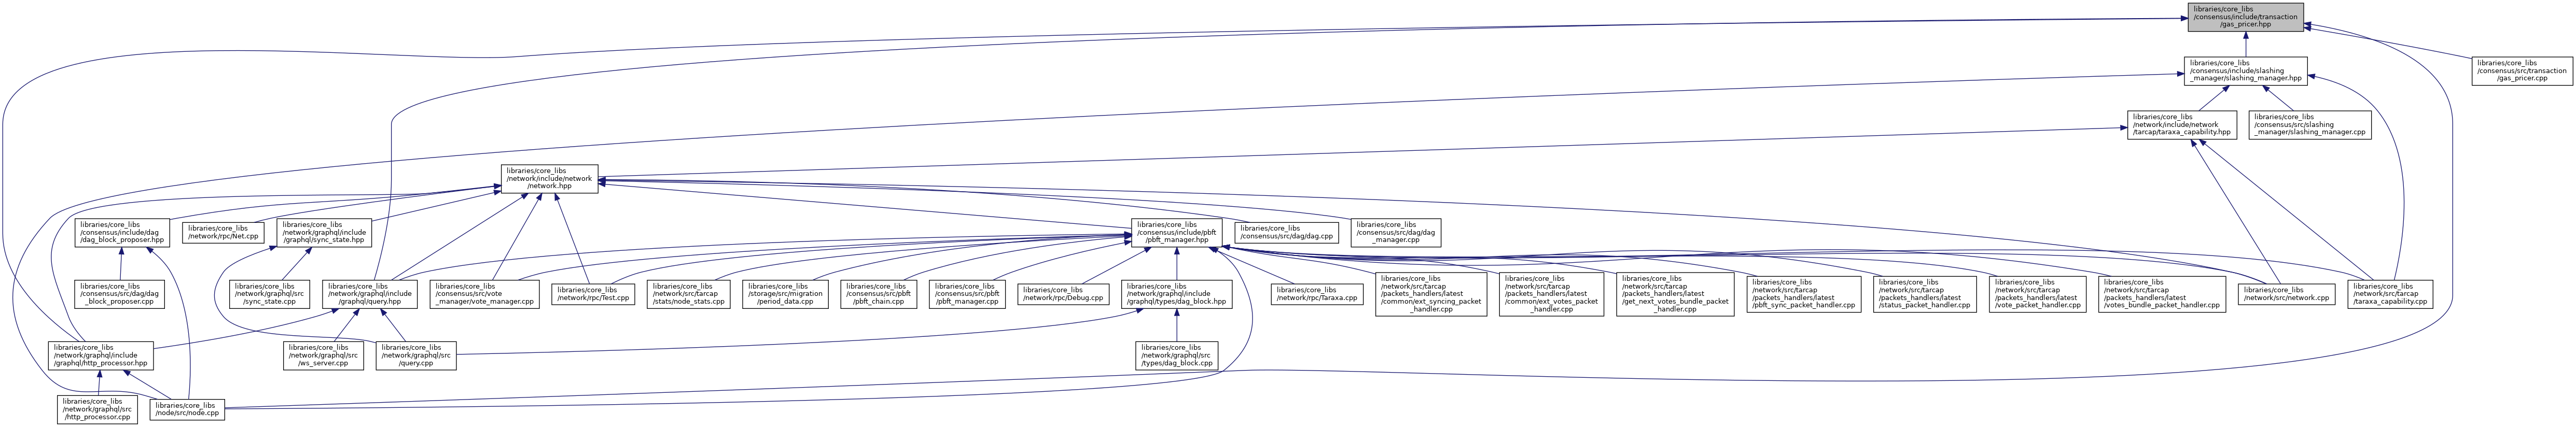 libraries/core_libs
/consensus/include/transaction
/gas_pricer.hpp
libraries/core_libs
/consensus/include/slashing
_manager/slashing_manager.hpp
libraries/core_libs
/consensus/src/transaction
/gas_pricer.cpp
libraries/core_libs
/network/include/network
/tarcap/taraxa_capability.hpp
libraries/core_libs
/consensus/src/slashing
_manager/slashing_manager.cpp
libraries/core_libs
/network/include/network
/network.hpp
libraries/core_libs
/consensus/include/dag
/dag_block_proposer.hpp
libraries/core_libs
/network/rpc/Net.cpp
libraries/core_libs
/network/graphql/include
/graphql/sync_state.hpp
libraries/core_libs
/consensus/include/pbft
/pbft_manager.hpp
libraries/core_libs
/consensus/src/dag/dag.cpp
libraries/core_libs
/consensus/src/dag/dag
_manager.cpp
libraries/core_libs
/consensus/src/dag/dag
_block_proposer.cpp
libraries/core_libs
/network/graphql/src
/sync_state.cpp
libraries/core_libs
/network/graphql/include
/graphql/query.hpp
libraries/core_libs
/consensus/src/vote
_manager/vote_manager.cpp
libraries/core_libs
/network/rpc/Test.cpp
libraries/core_libs
/network/src/tarcap
/stats/node_stats.cpp
libraries/core_libs
/storage/src/migration
/period_data.cpp
libraries/core_libs
/consensus/src/pbft
/pbft_chain.cpp
libraries/core_libs
/consensus/src/pbft
/pbft_manager.cpp
libraries/core_libs
/network/rpc/Debug.cpp
libraries/core_libs
/network/graphql/include
/graphql/types/dag_block.hpp
libraries/core_libs
/network/rpc/Taraxa.cpp
libraries/core_libs
/network/src/tarcap
/packets_handlers/latest
/common/ext_syncing_packet
_handler.cpp
libraries/core_libs
/network/src/tarcap
/packets_handlers/latest
/common/ext_votes_packet
_handler.cpp
libraries/core_libs
/network/src/tarcap
/packets_handlers/latest
/get_next_votes_bundle_packet
_handler.cpp
libraries/core_libs
/network/src/tarcap
/packets_handlers/latest
/pbft_sync_packet_handler.cpp
libraries/core_libs
/network/src/tarcap
/packets_handlers/latest
/status_packet_handler.cpp
libraries/core_libs
/network/src/tarcap
/packets_handlers/latest
/vote_packet_handler.cpp
libraries/core_libs
/network/src/tarcap
/packets_handlers/latest
/votes_bundle_packet_handler.cpp
libraries/core_libs
/network/src/network.cpp
libraries/core_libs
/network/src/tarcap
/taraxa_capability.cpp
libraries/core_libs
/network/graphql/include
/graphql/http_processor.hpp
libraries/core_libs
/network/graphql/src
/ws_server.cpp
libraries/core_libs
/network/graphql/src
/query.cpp
libraries/core_libs
/network/graphql/src
/types/dag_block.cpp
libraries/core_libs
/network/graphql/src
/http_processor.cpp
libraries/core_libs
/node/src/node.cpp